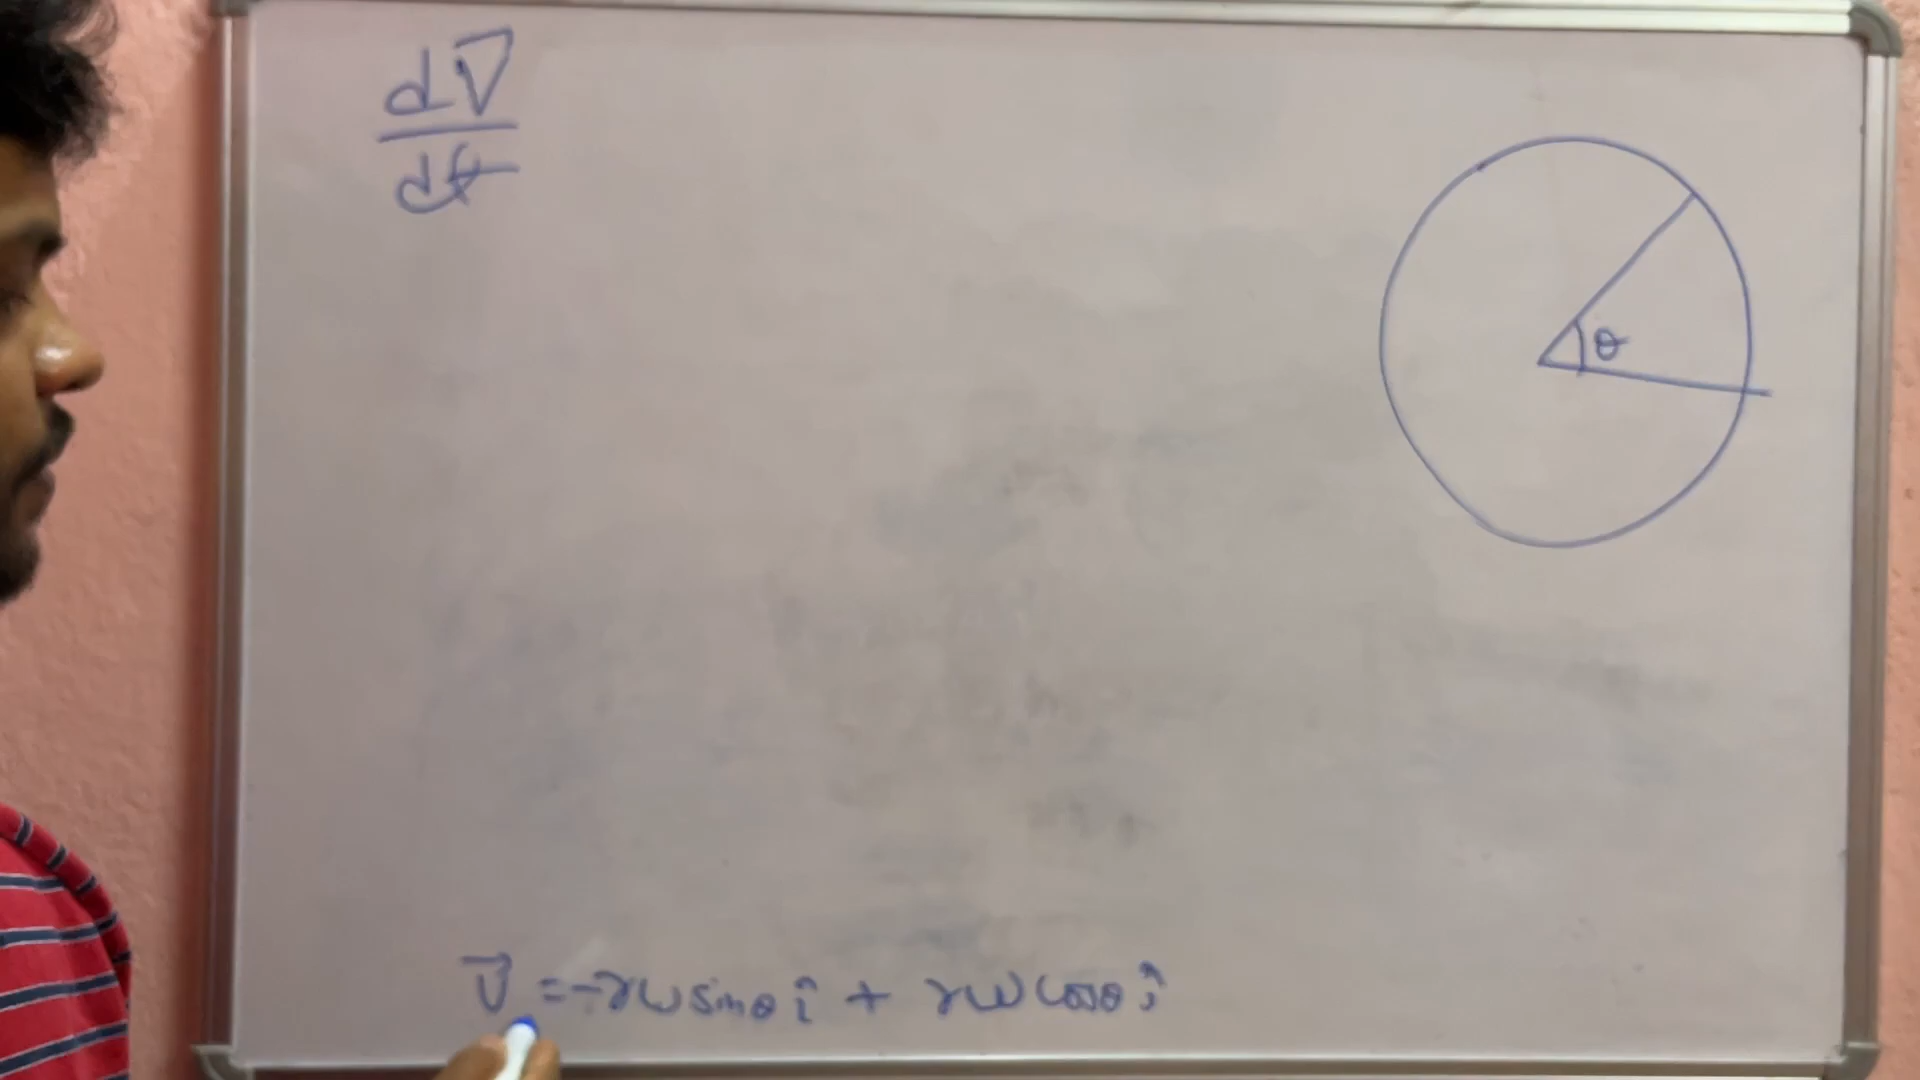 dV⃗
dt
θ
v⃗ = -rω sinθ î + rω cosθ ĵ